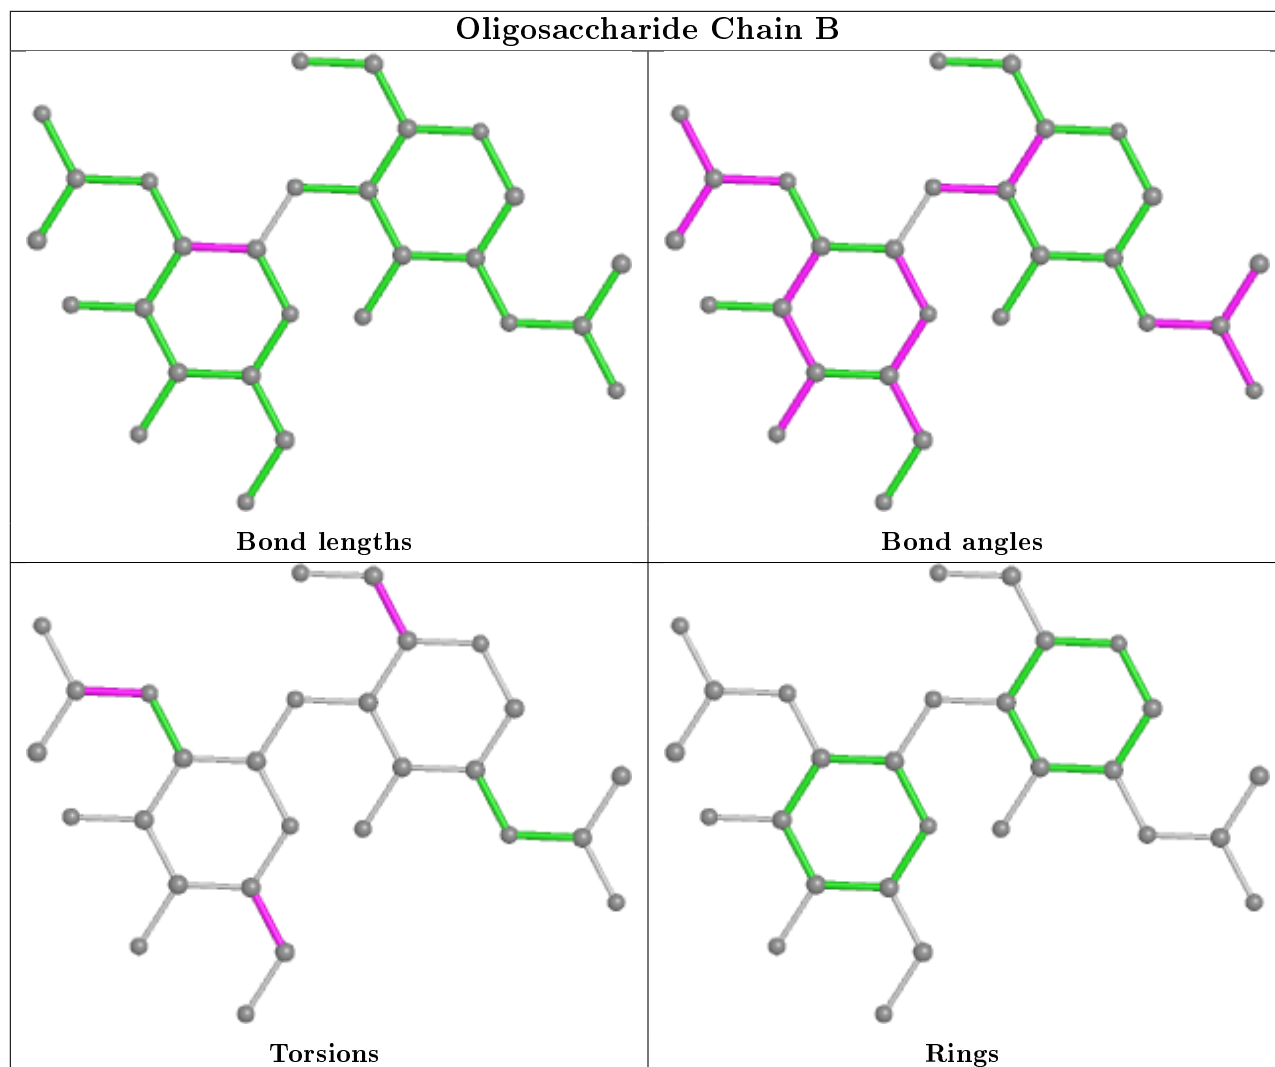 Oligosaccharide Chain B
Bond lengths
Bond angles
Torsions
Rings